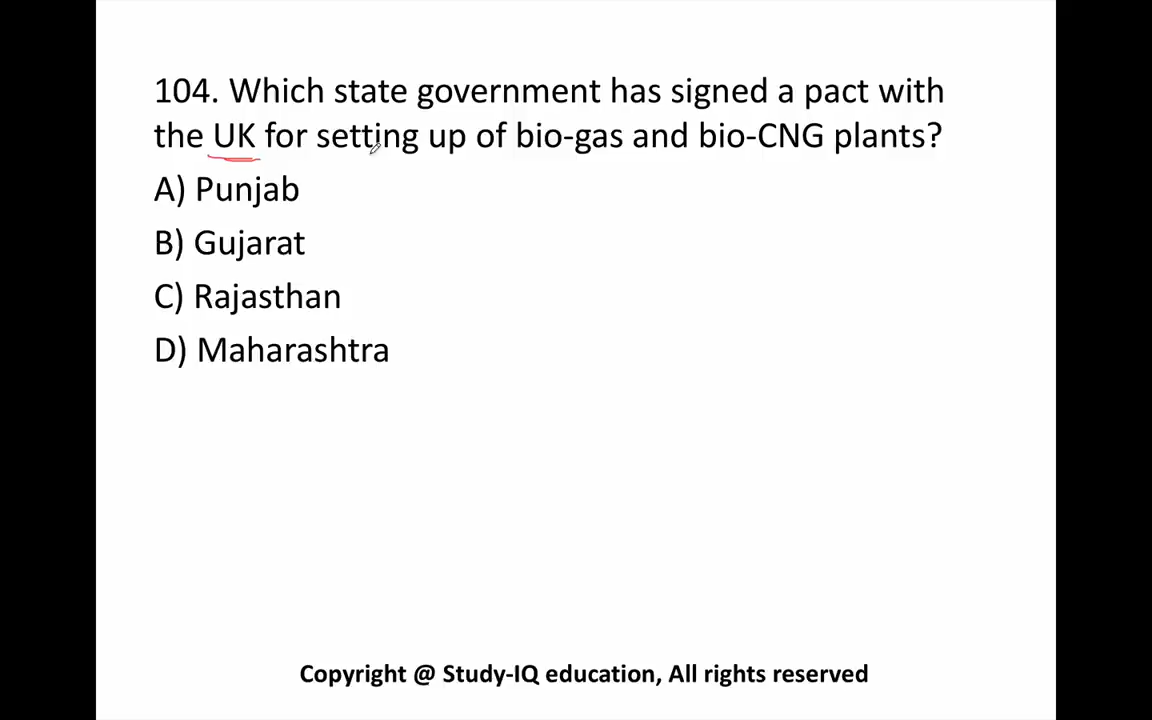 104. Which state government has signed a pact with
the UK for setting up of bio-gas and bio-CNG plants?
A) Punjab
B) Gujarat
C) Rajasthan
D) Maharashtra
Copyright @ Study-IQ education, All rights reserved